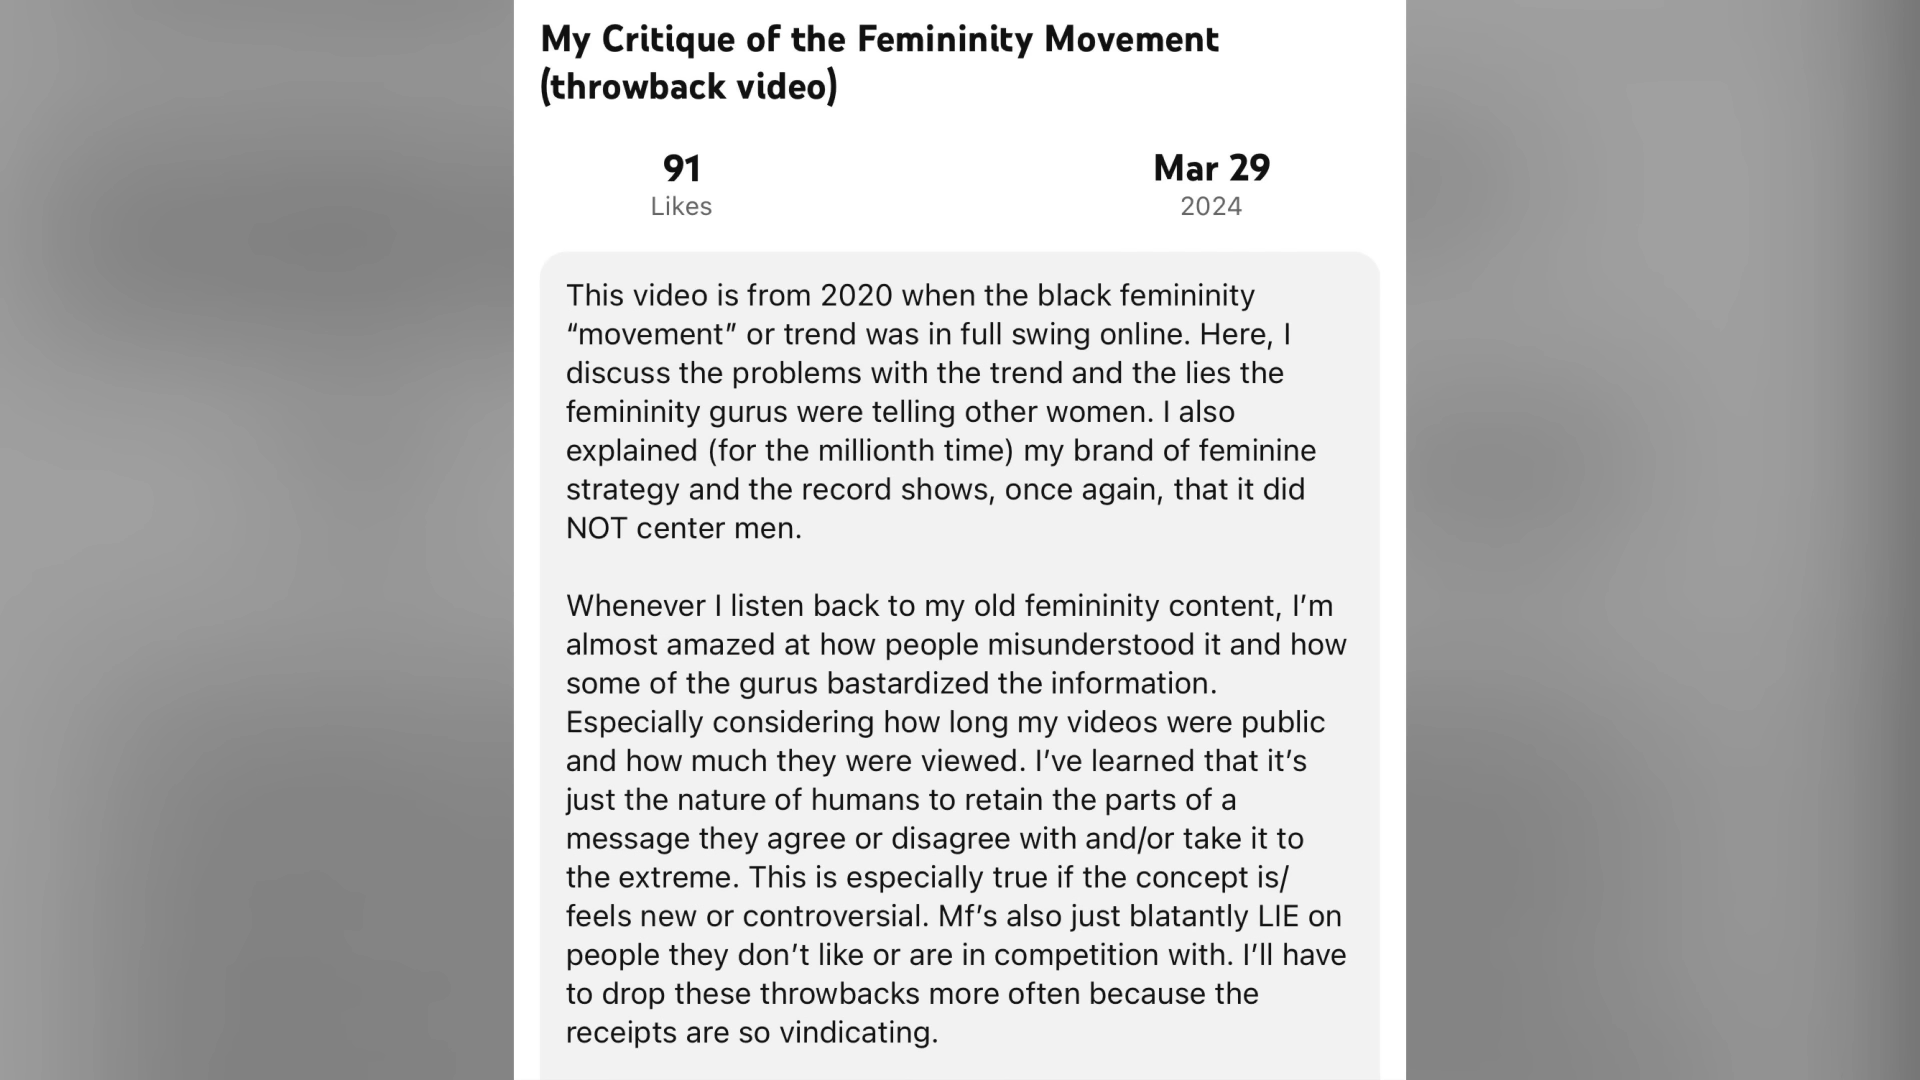 My Critique of the Femininity Movement
(throwback video)
91
Likes
Mar 29
2024
This video is from 2020 when the black femininity
“movement” or trend was in full swing online. Here, I
discuss the problems with the trend and the lies the
femininity gurus were telling other women. I also
explained (for the millionth time) my brand of feminine
strategy and the record shows, once again, that it did
NOT center men.
Whenever I listen back to my old femininity content, I’m
almost amazed at how people misunderstood it and how
some of the gurus bastardized the information.
Especially considering how long my videos were public
and how much they were viewed. I’ve learned that it’s
just the nature of humans to retain the parts of a
message they agree or disagree with and/or take it to
the extreme. This is especially true if the concept is/
feels new or controversial. Mf’s also just blatantly LIE on
people they don’t like or are in competition with. I’ll have
to drop these throwbacks more often because the
receipts are so vindicating.